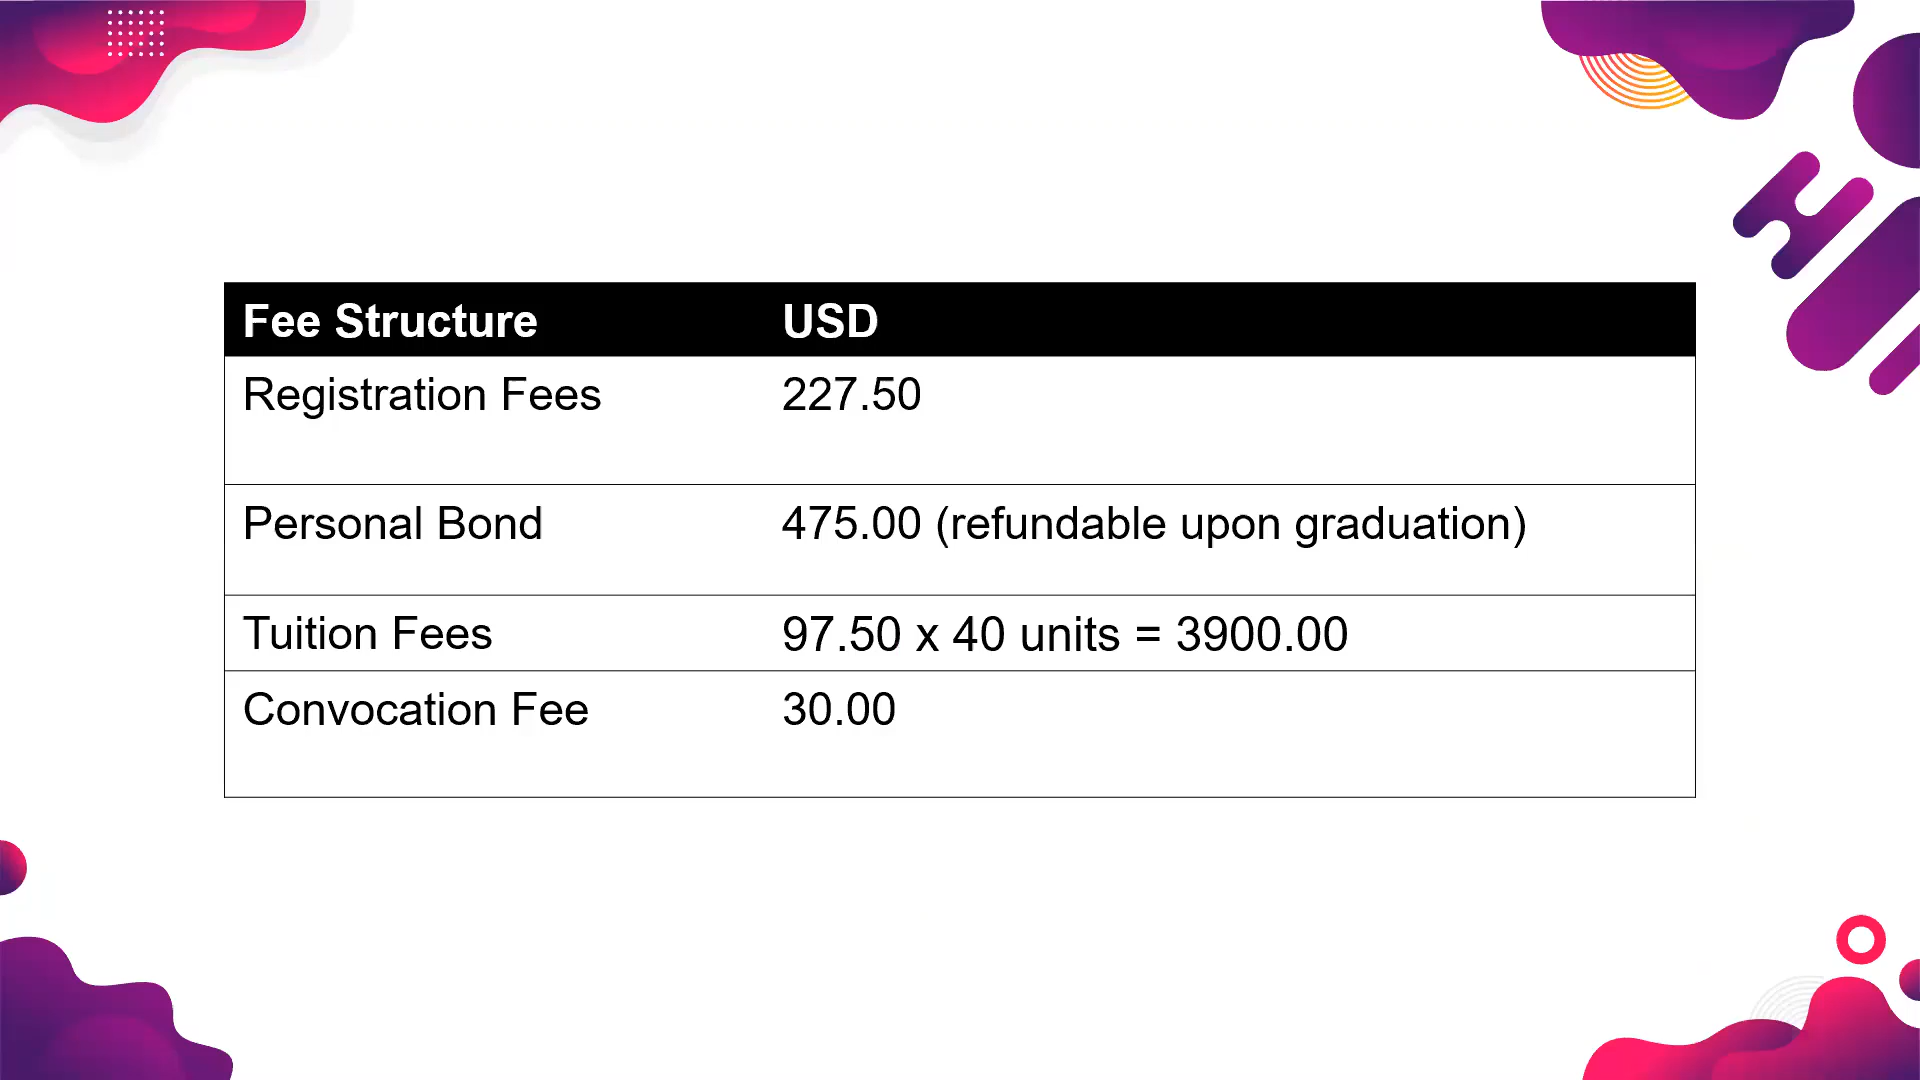 Fee Structure USD
Registration Fees 227.50
Personal Bond 475.00 (refundable upon graduation)
Tuition Fees 97.50 x 40 units = 3900.00
Convocation Fee 30.00